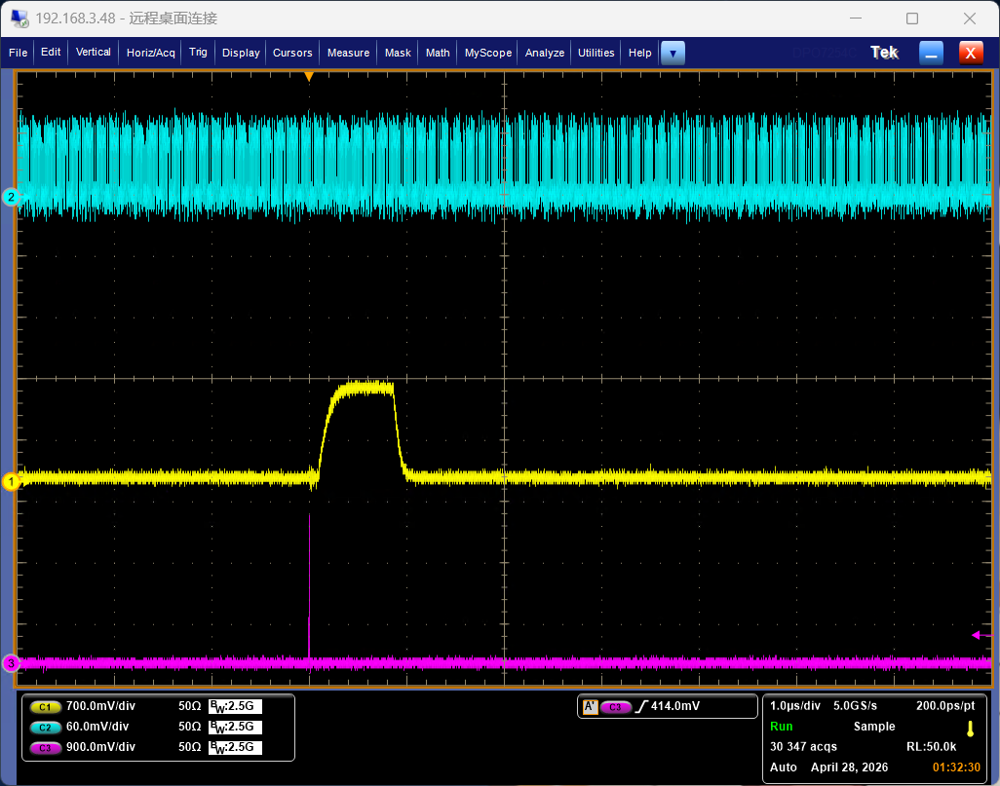 192.168.3.48 - 远程桌面连接
File Edit Vertical Horiz/Acq Trig Display Cursors Measure Mask Math MyScope Analyze Utilities Help Tek X
2
1
3
C1 700.0mV/div 50Ω BW:2.5G
C2 60.0mV/div 50Ω BW:2.5G
C3 900.0mV/div 50Ω BW:2.5G
A' C3 414.0mV
1.0µs/div 5.0GS/s 200.0ps/pt
Run Sample
30 347 acqs RL:50.0k
Auto April 28, 2026 01:32:30